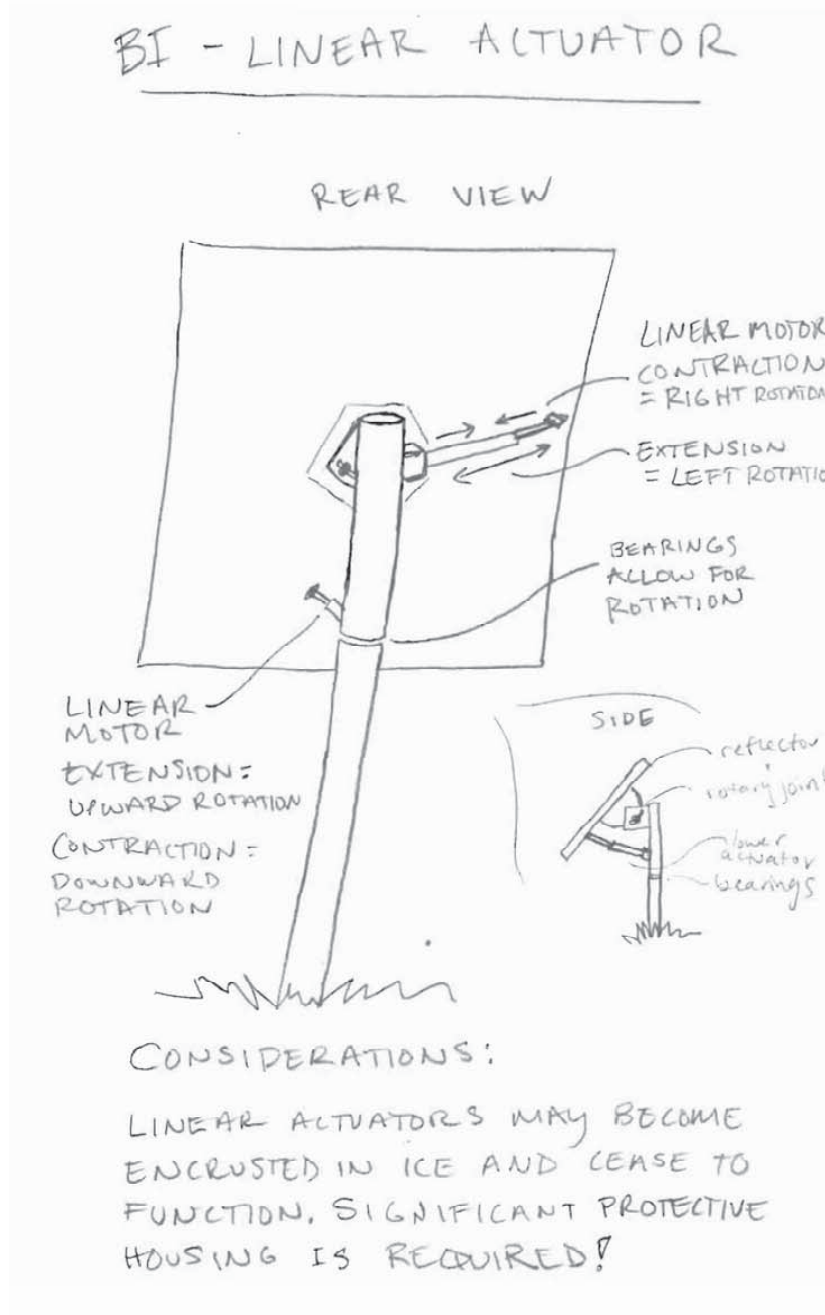 BI - LINEAR ACTUATOR
REAR VIEW
LINEAR MOTOR
CONTRACTION
= RIGHT ROTATION
EXTENSION
= LEFT ROTATIO
BEARINGS
ALLOW FOR
ROTATION
LINEAR
MOTOR
EXTENSION =
UPWARD ROTATION
CONTRACTION =
DOWNWARD
ROTATION
SIDE
reflector
rotary joint
lower
actuator
bearings
CONSIDERATIONS:
LINEAR ACTUATORS MAY BECOME
ENCRUSTED IN ICE AND CEASE TO
FUNCTION. SIGNIFICANT PROTECTIVE
HOUSING IS REQUIRED!